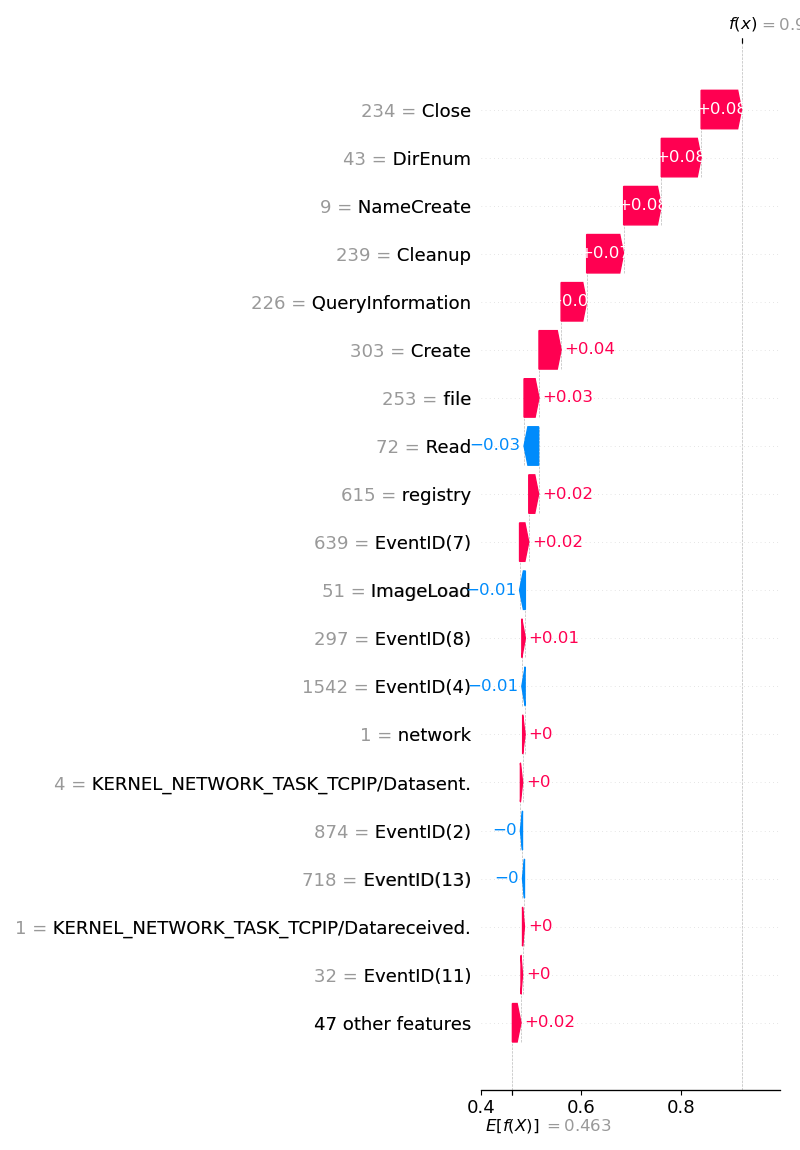 f(x) = 0.9
234 = Close +0.08
43 = DirEnum +0.08
9 = NameCreate +0.08
239 = Cleanup +0.07
226 = QueryInformation
303 = Create +0.04
253 = file +0.03
72 = Read −0.03
615 = registry +0.02
639 = EventID(7) +0.02
51 = ImageLoad −0.01
297 = EventID(8) +0.01
1542 = EventID(4) −0.01
1 = network +0
4 = KERNEL_NETWORK_TASK_TCPIP/Datasent. +0
874 = EventID(2) −0
718 = EventID(13) −0
1 = KERNEL_NETWORK_TASK_TCPIP/Datareceived. +0
32 = EventID(11) +0
47 other features +0.02
0.4 0.6 0.8
E[f(X)] = 0.463